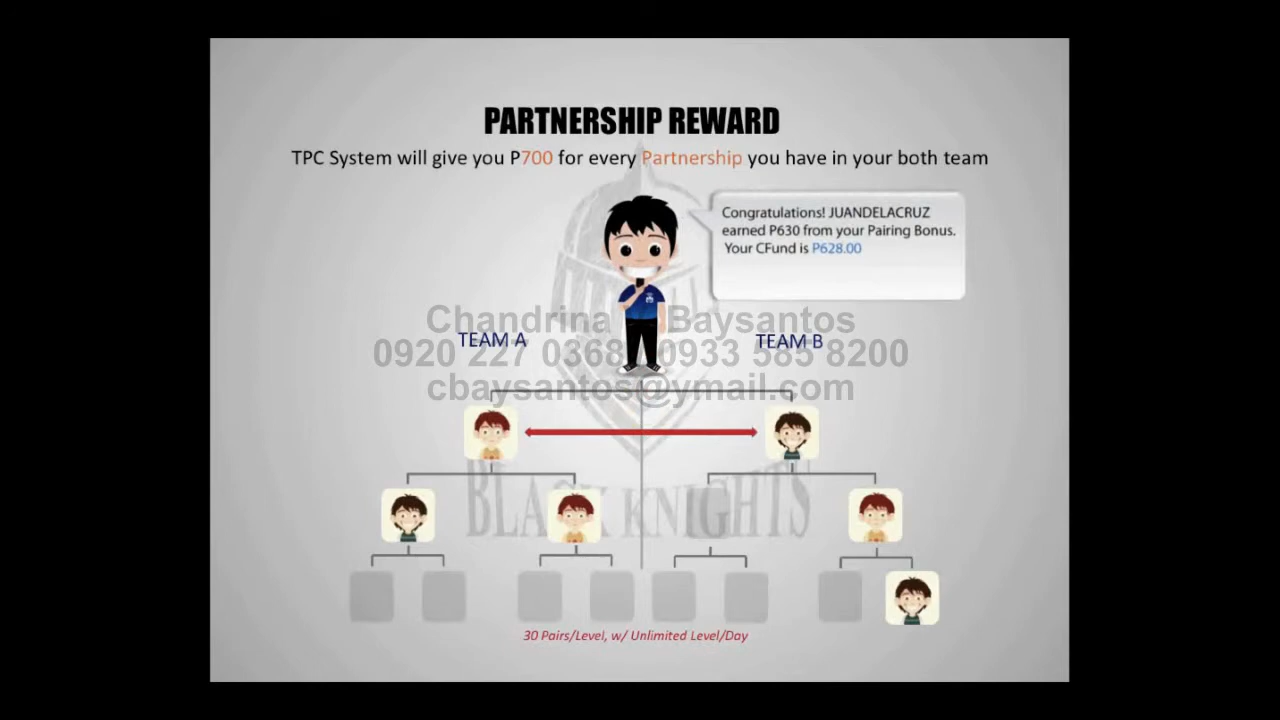 PARTNERSHIP REWARD
TPC System will give you P700 for every Partnership you have in your both team
Congratulations! JUANDELACRUZ
earned P630 from your Pairing Bonus.
Your CFund is P628.00
Chandrina Baysantos
TEAM A
TEAM B
0920 227 0368 0933 585 8200
cbaysantos@ymail.com
BLACK KNIGHTS
30 Pairs/Level, w/ Unlimited Level/Day